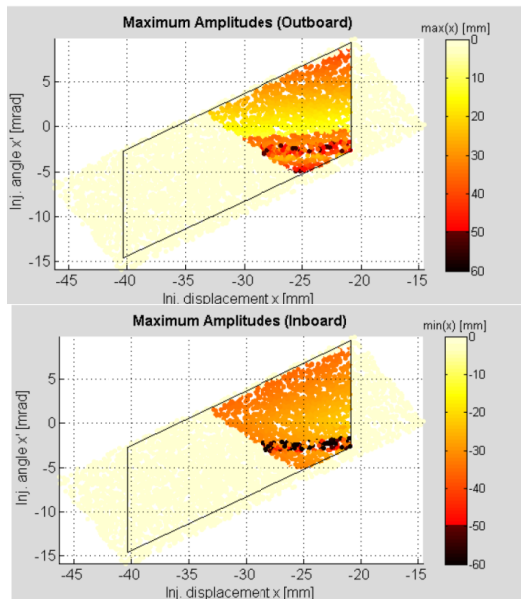 Maximum Amplitudes (Outboard)
max(x) [mm]
0
10
20
30
40
50
60
5
0
-5
-10
-15
Inj. angle x' [mrad]
-45 -40 -35 -30 -25 -20 -15
Inj. displacement x [mm]
Maximum Amplitudes (Inboard)
min(x) [mm]
0
-10
-20
-30
-40
-50
-60
5
0
-5
-10
-15
Inj. angle x' [mrad]
-45 -40 -35 -30 -25 -20 -15
Inj. displacement x [mm]